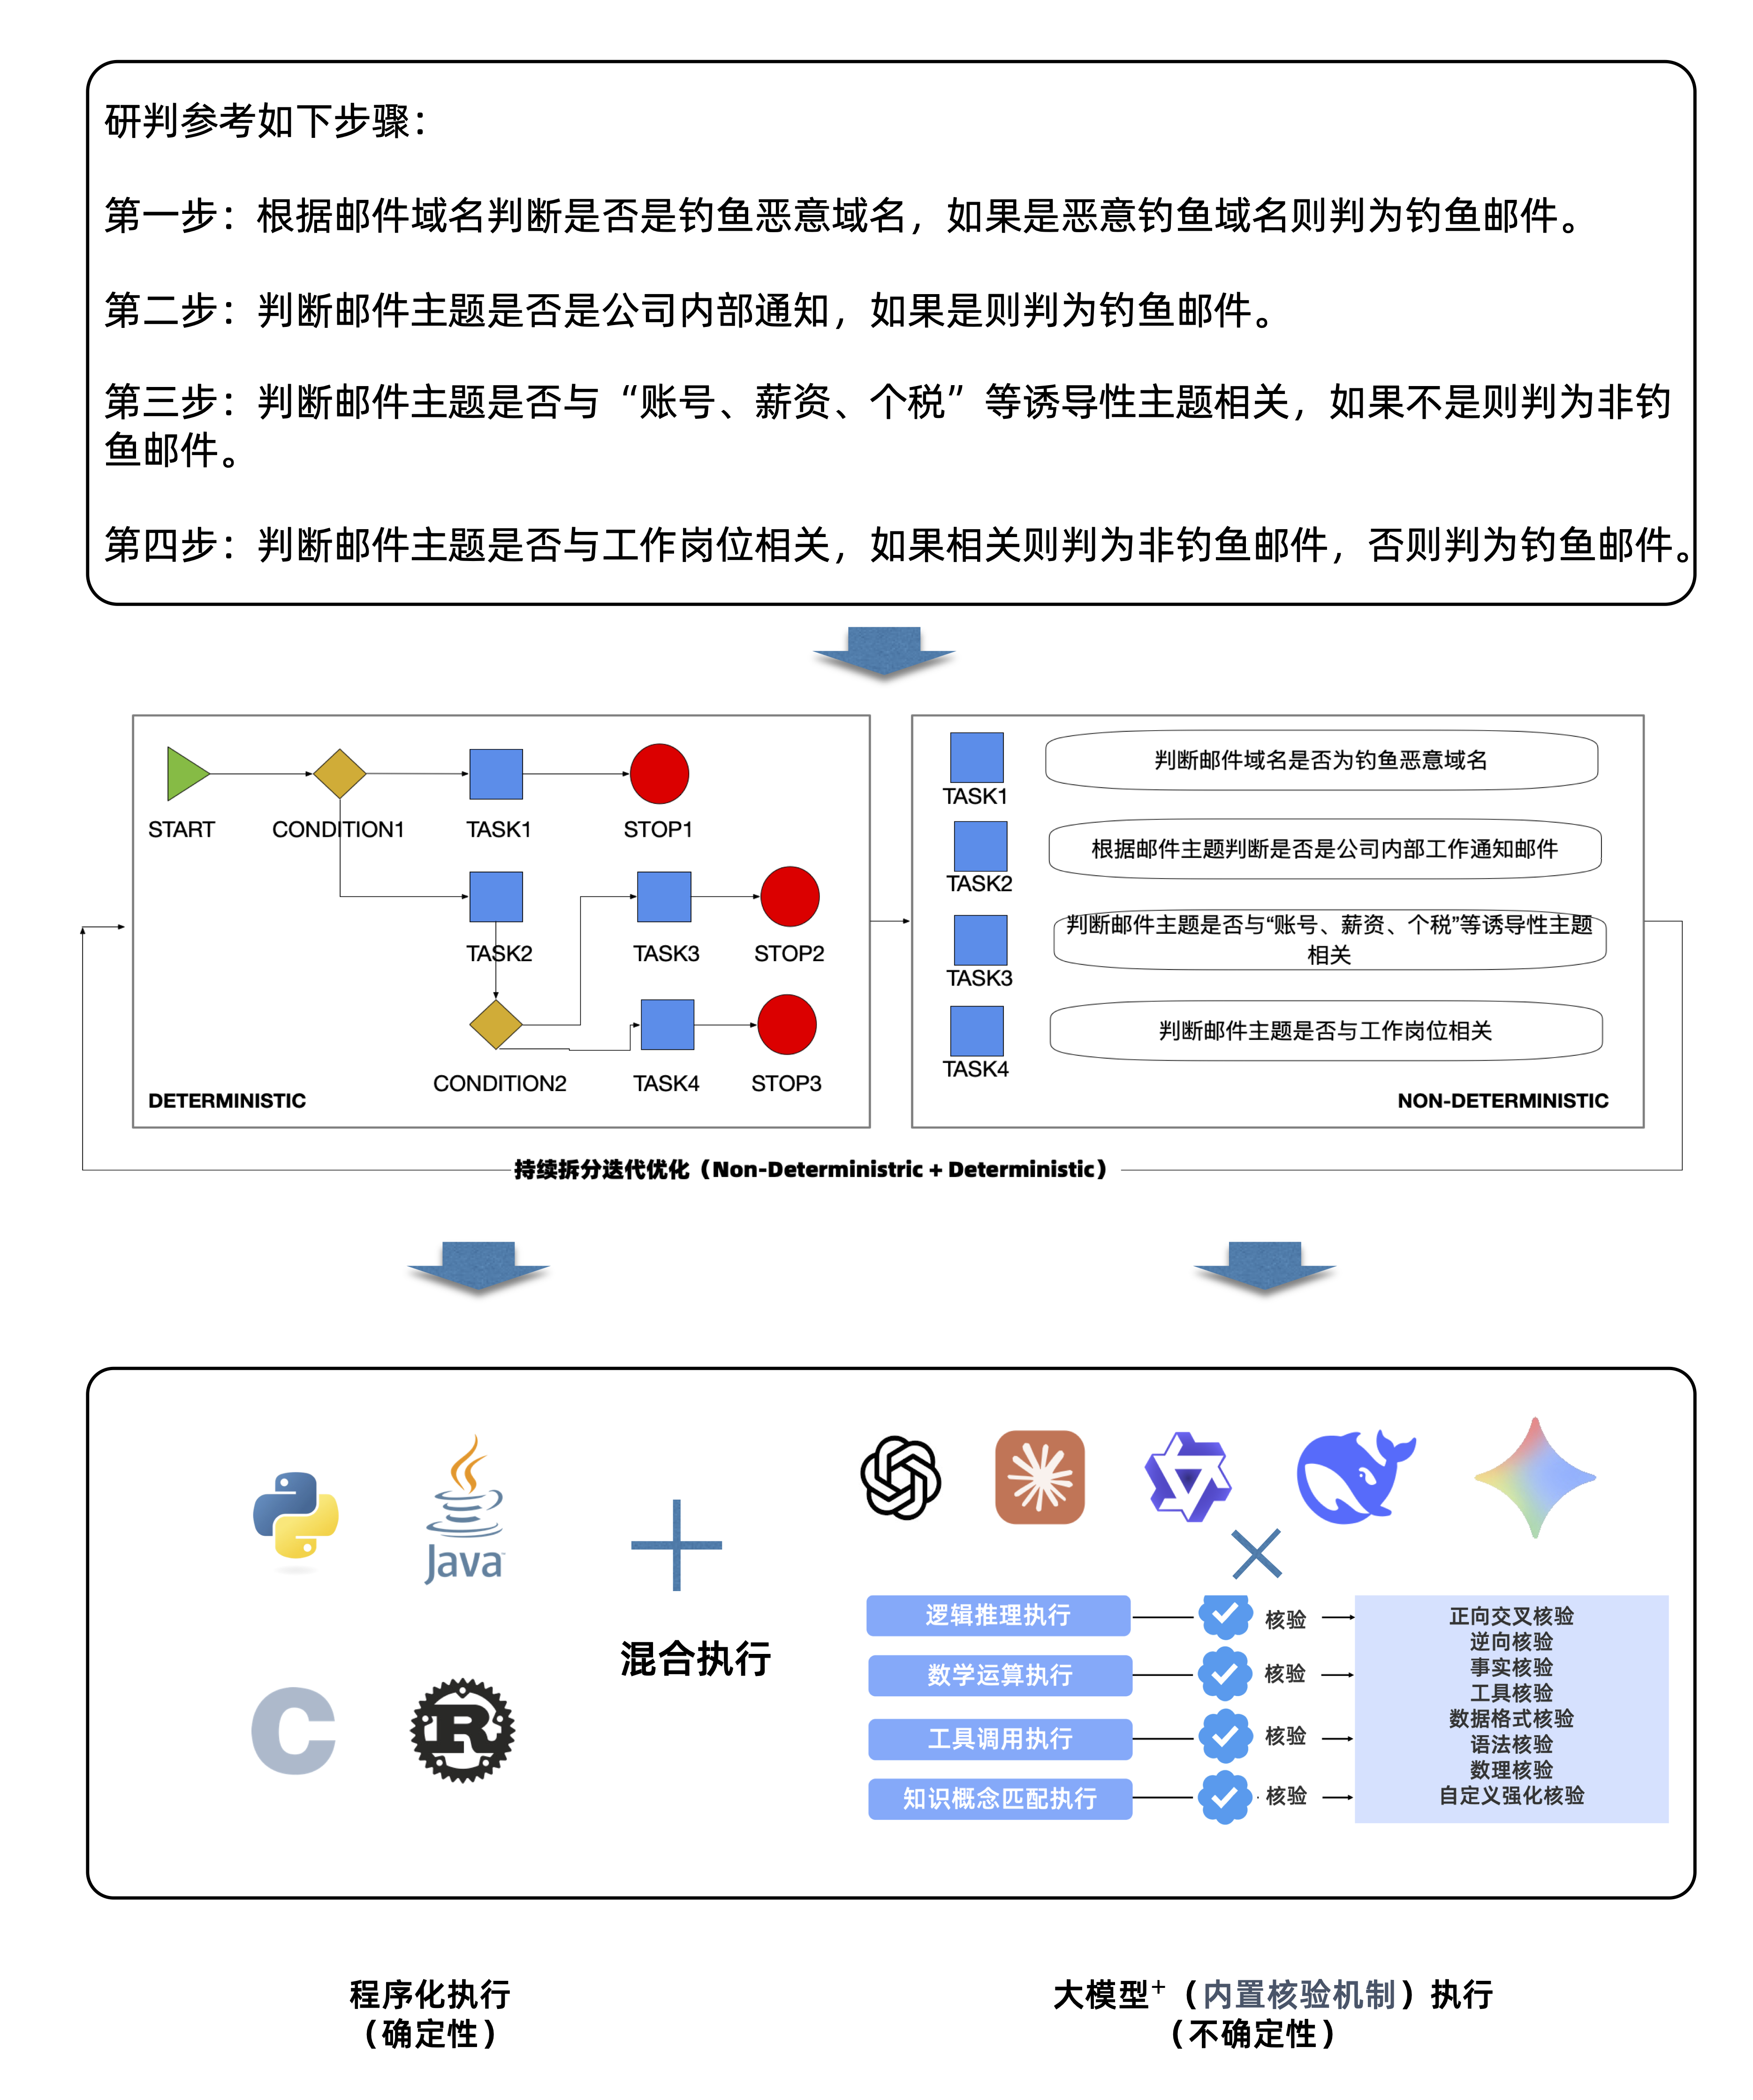 研判参考如下步骤：
第一步：根据邮件域名判断是否是钓鱼恶意域名，如果是恶意钓鱼域名则判为钓鱼邮件。
第二步：判断邮件主题是否是公司内部通知，如果是则判为钓鱼邮件。
第三步：判断邮件主题是否与“账号、薪资、个税”等诱导性主题相关，如果不是则判为非钓
鱼邮件。
第四步：判断邮件主题是否与工作岗位相关，如果相关则判为非钓鱼邮件，否则判为钓鱼邮件。
START
CONDITION1
TASK1
STOP1
TASK2
TASK3
STOP2
CONDITION2
TASK4
STOP3
DETERMINISTIC
TASK1
判断邮件域名是否为钓鱼恶意域名
TASK2
根据邮件主题判断是否是公司内部工作通知邮件
TASK3
判断邮件主题是否与“账号、薪资、个税”等诱导性主题
相关
TASK4
判断邮件主题是否与工作岗位相关
NON-DETERMINISTIC
持续拆分迭代优化（Non-Deterministric + Deterministic）
Java
C
R
混合执行
逻辑推理执行
核验
数学运算执行
核验
工具调用执行
核验
知识概念匹配执行
核验
正向交叉核验
逆向核验
事实核验
工具核验
数据格式核验
语法核验
数理核验
自定义强化核验
程序化执行
（确定性）
大模型+（内置核验机制）执行
（不确定性）